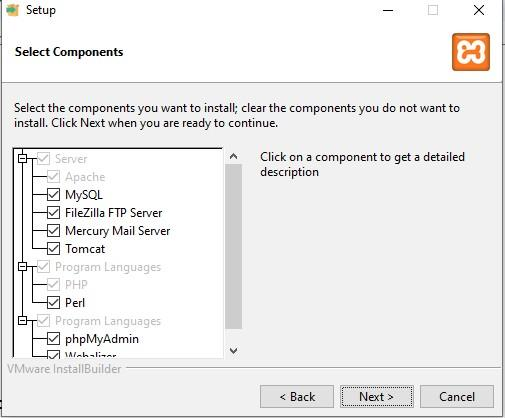 Setup
Select Components
Select the components you want to install; clear the components you do not want to
install. Click Next when you are ready to continue.
Server
Apache
MySQL
FileZilla FTP Server
Mercury Mail Server
Tomcat
Program Languages
PHP
Perl
Program Languages
phpMyAdmin
Webalizer
Click on a component to get a detailed
description
VMware InstallBuilder
< Back
Next >
Cancel